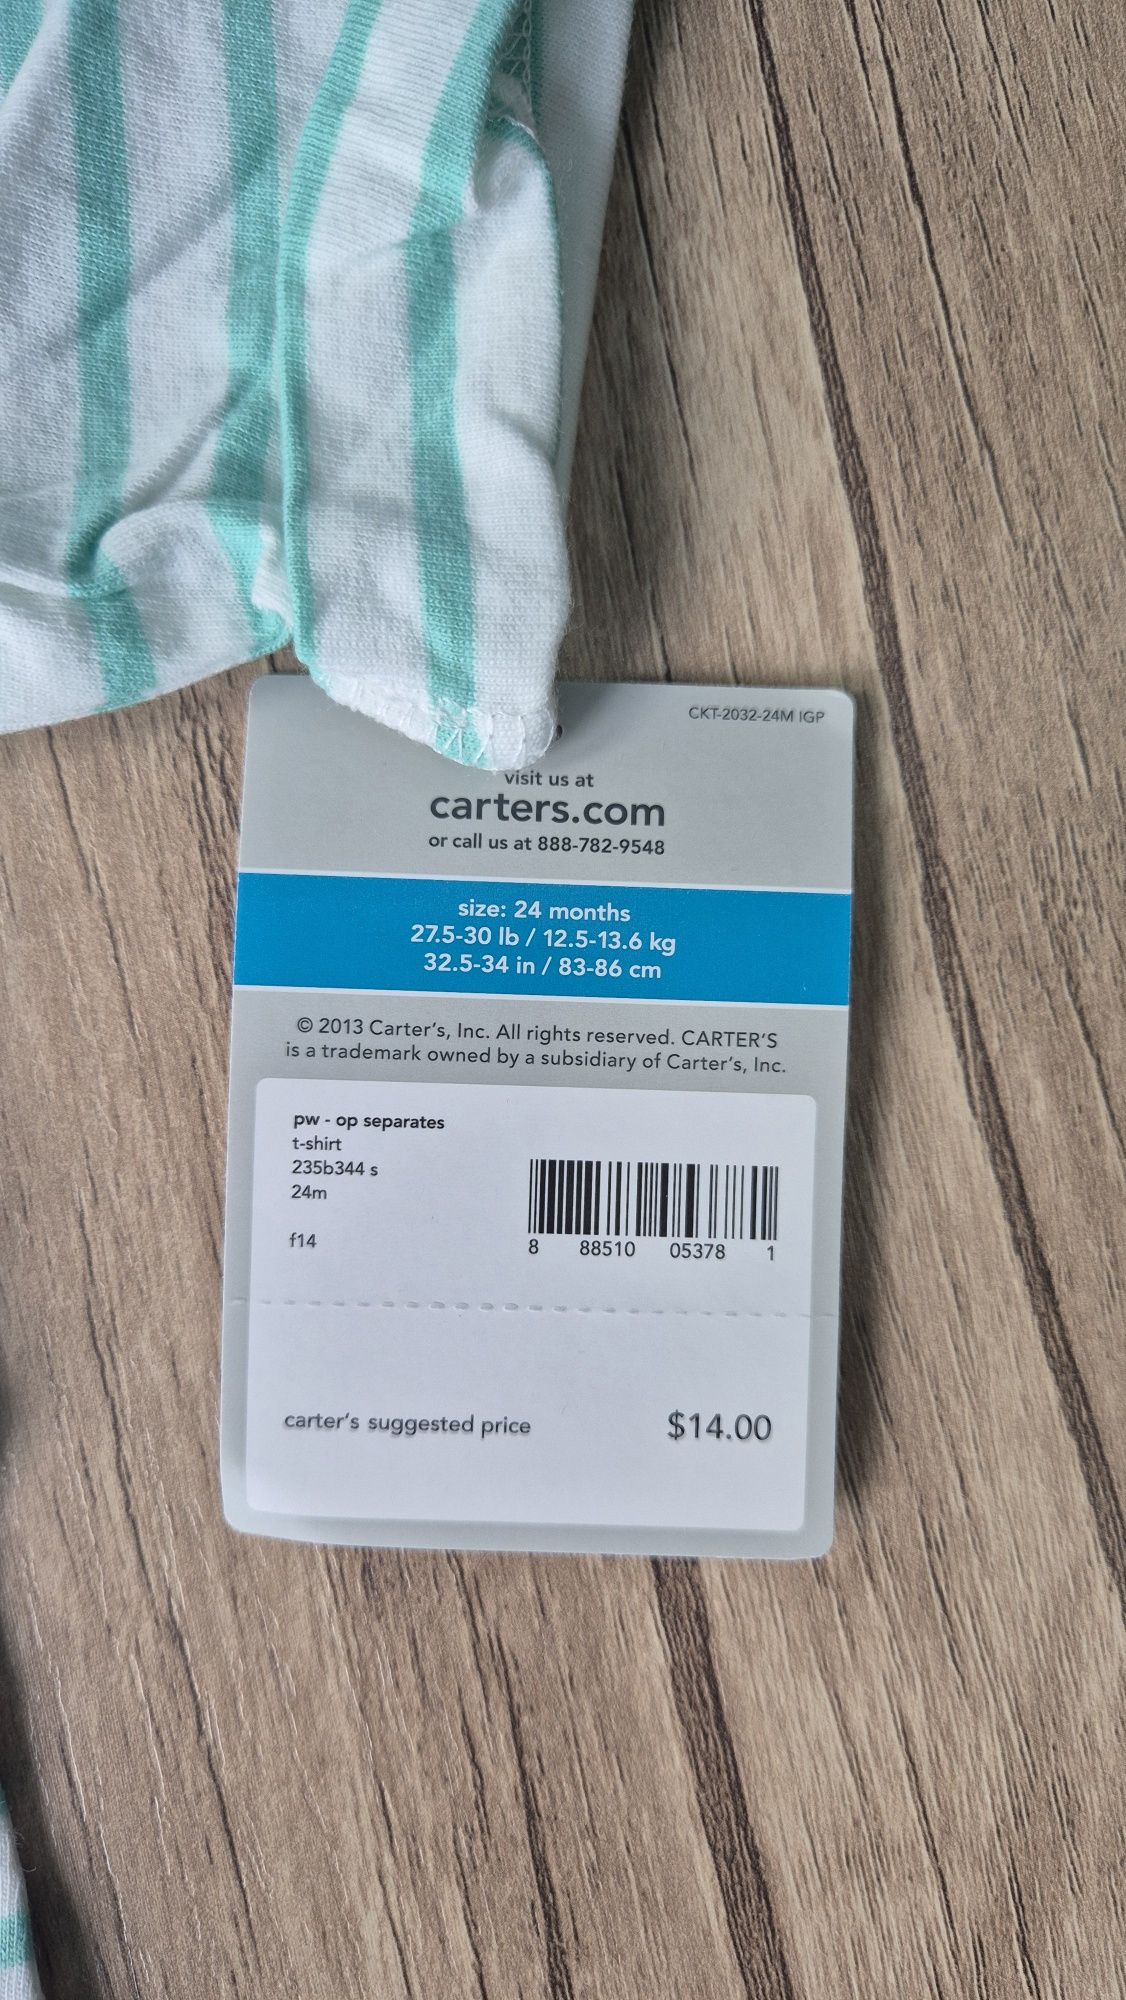 CKT-2032-24M IGP
visit us at
carters.com
or call us at 888-782-9548
size: 24 months
27.5-30 lb / 12.5-13.6 kg
32.5-34 in / 83-86 cm
© 2013 Carter's, Inc. All rights reserved. CARTER'S
is a trademark owned by a subsidiary of Carter's, Inc.
pw - op separates
t-shirt
235b344 s
24m
f14
8 88510 05378 1
carter's suggested price $14.00